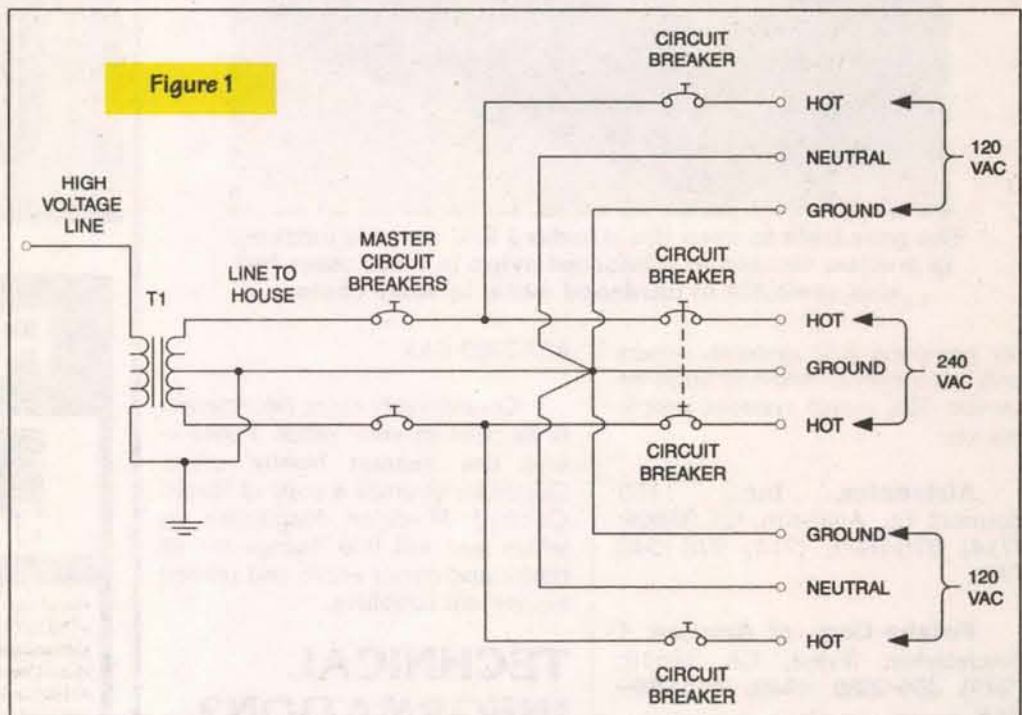 Figure 1
CIRCUIT
BREAKER
HOT
NEUTRAL
120
VAC
GROUND
HIGH
VOLTAGE
LINE
T1
LINE TO
HOUSE
MASTER
CIRCUIT
BREAKERS
CIRCUIT
BREAKER
HOT
GROUND
240
VAC
HOT
CIRCUIT
BREAKER
GROUND
NEUTRAL
120
VAC
HOT
CIRCUIT
BREAKER